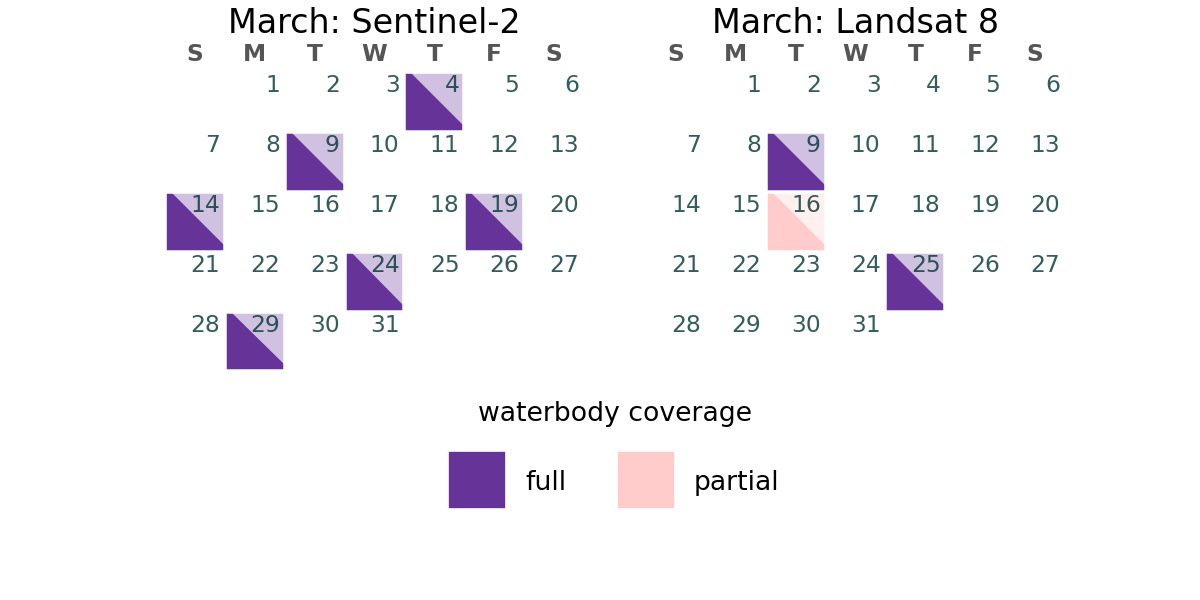 March: Sentinel-2
S M T W T F S
1 2 3 4 5 6
7 8 9 10 11 12 13
14 15 16 17 18 19 20
21 22 23 24 25 26 27
28 29 30 31
March: Landsat 8
S M T W T F S
1 2 3 4 5 6
7 8 9 10 11 12 13
14 15 16 17 18 19 20
21 22 23 24 25 26 27
28 29 30 31
waterbody coverage
full
partial